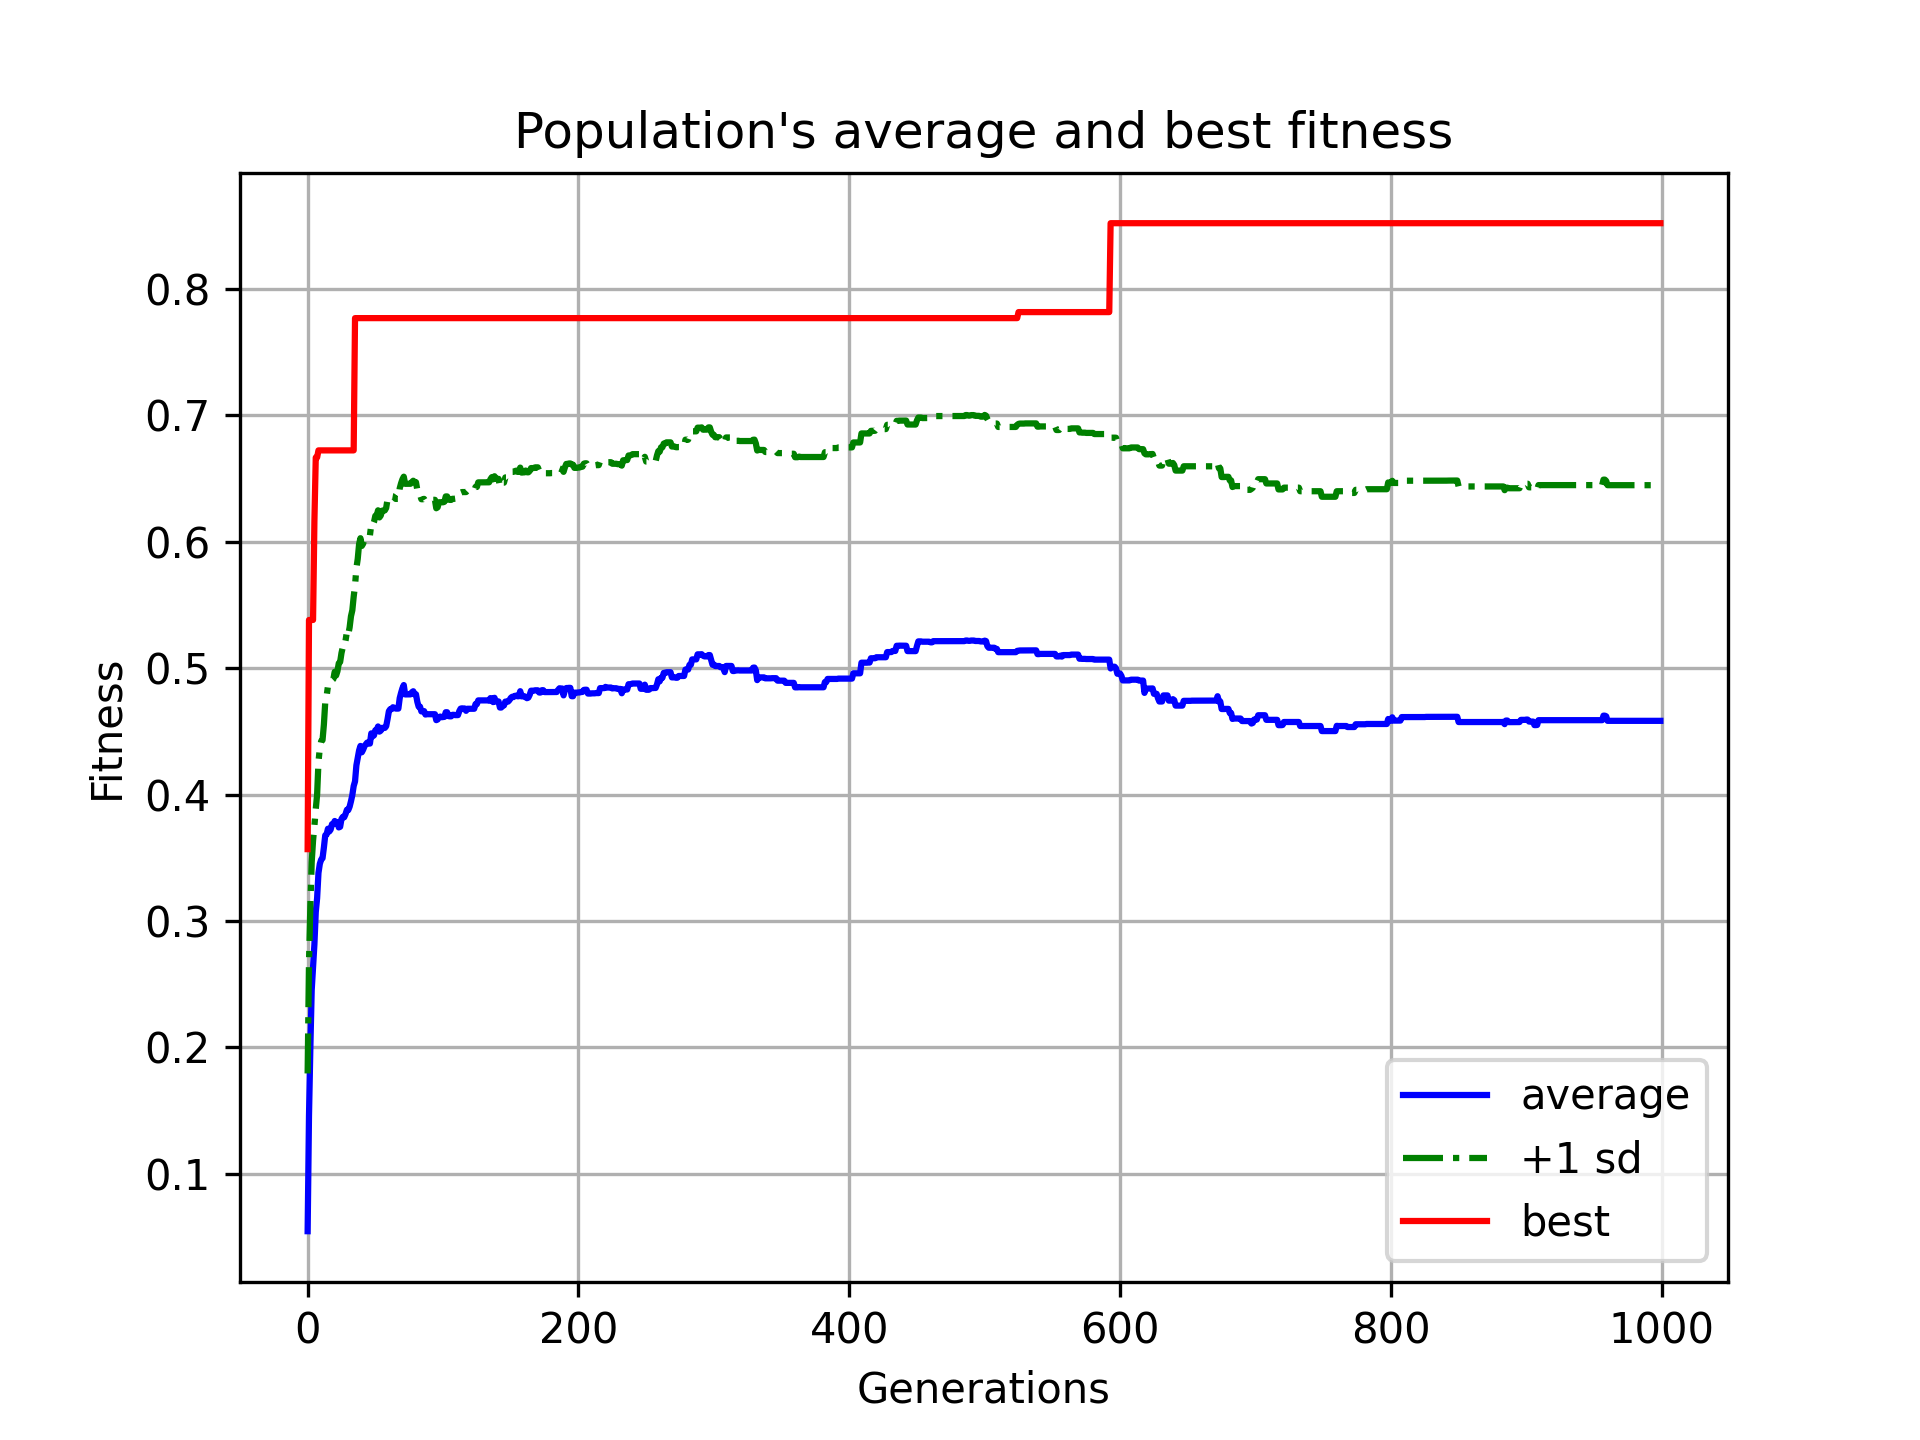 Population's average and best fitness
Fitness
0.8
0.7
0.6
0.5
0.4
0.3
0.2
0.1
0 200 400 600 800 1000
Generations
average
+1 sd
best